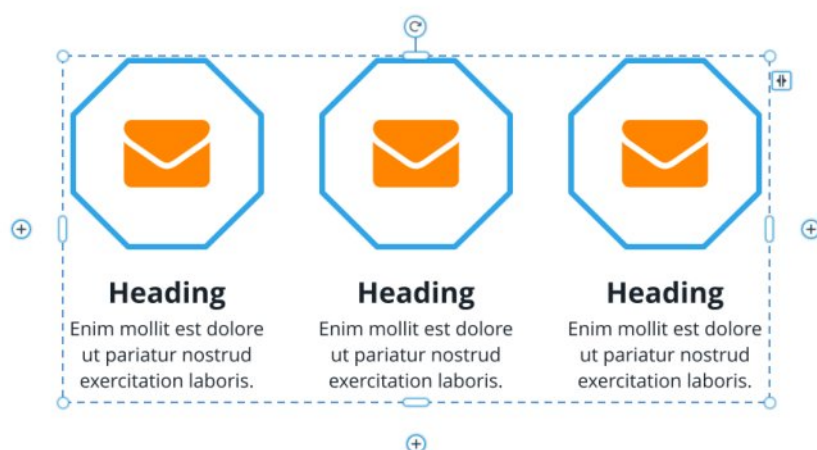 Heading Heading Heading
Enim mollit est dolore Enim mollit est dolore Enim mollit est dolore
ut pariatur nostrud ut pariatur nostrud ut pariatur nostrud
exercitation laboris. exercitation laboris. exercitation laboris.